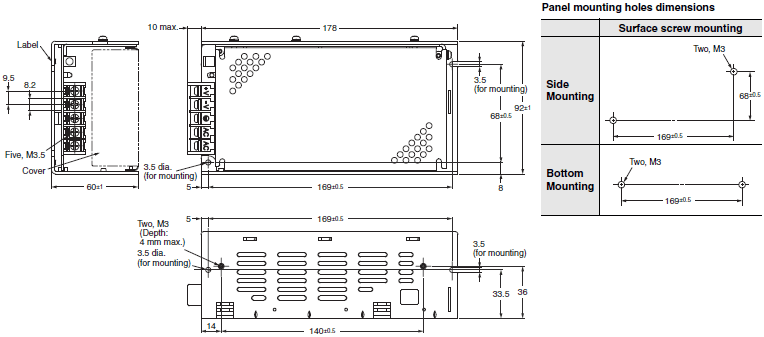 Panel mounting holes dimensions
Surface screw mounting
Side
Mounting
Two, M3
68±0.5
169±0.5
Bottom
Mounting
Two, M3
169±0.5
10 max.
178
Label
9.5
8.2
Five, M3.5
Cover
60±1
3.5 dia.
(for mounting)
5
169±0.5
3.5
(for mounting)
68±0.5
92±1
8
5
169±0.5
Two, M3
(Depth:
4 mm max.)
3.5 dia.
(for mounting)
3.5
(for mounting)
33.5
36
14
140±0.5